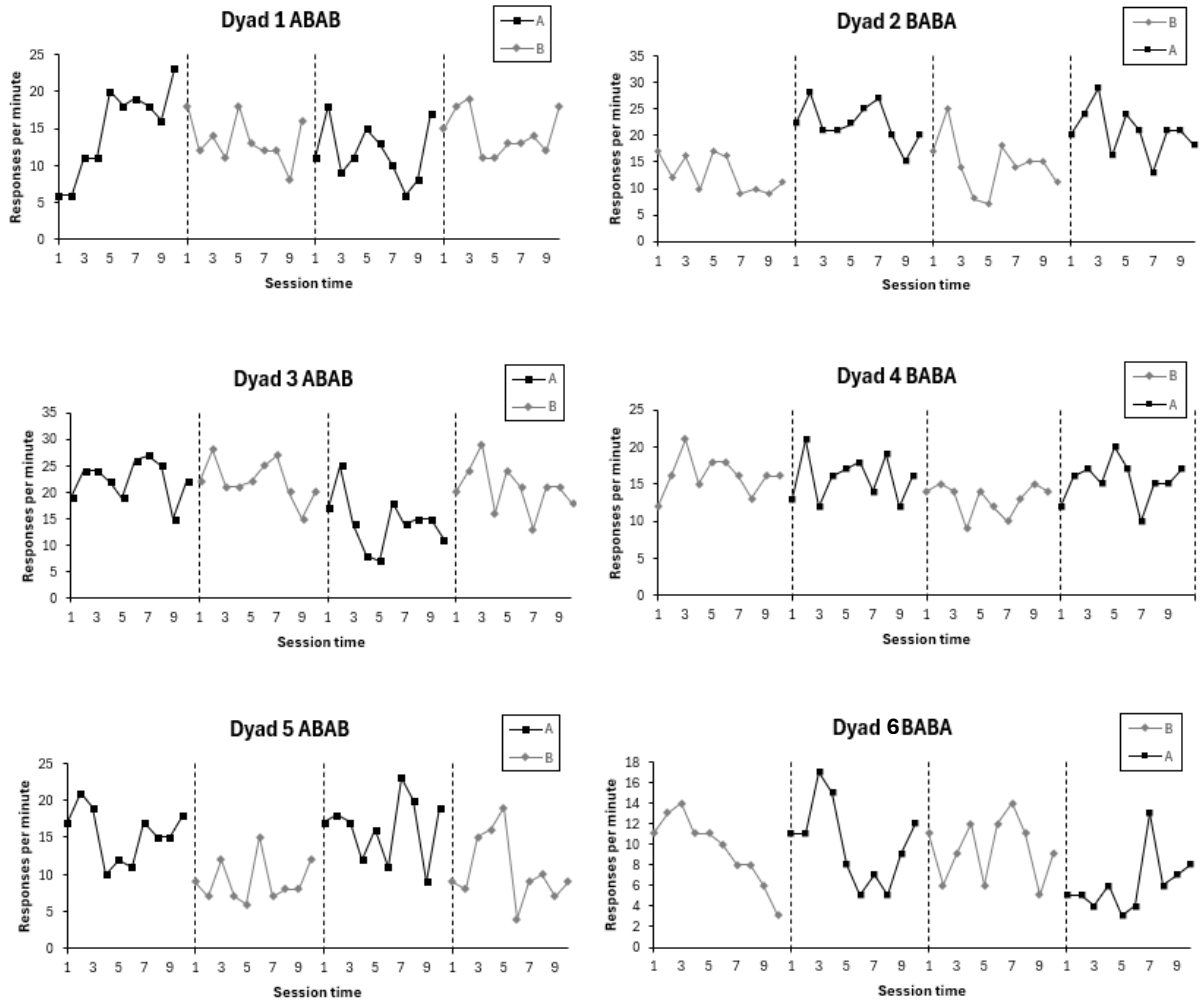 Dyad 1 ABAB
A
B
Responses per minute
25
20
15
10
5
0
1 3 5 7 9 1 3 5 7 9 1 3 5 7 9 1 3 5 7 9
Session time
Dyad 2 BABA
B
A
Responses per minute
35
30
25
20
15
10
5
0
1 3 5 7 9 1 3 5 7 9 1 3 5 7 9 1 3 5 7 9
Session time
Dyad 3 ABAB
A
B
Responses per minute
35
30
25
20
15
10
5
0
1 3 5 7 9 1 3 5 7 9 1 3 5 7 9 1 3 5 7 9
Session time
Dyad 4 BABA
B
A
Responses per minute
25
20
15
10
5
0
1 3 5 7 9 1 3 5 7 9 1 3 5 7 9 1 3 5 7 9
Session time
Dyad 5 ABAB
A
B
Responses per minute
25
20
15
10
5
0
1 3 5 7 9 1 3 5 7 9 1 3 5 7 9 1 3 5 7 9
Session time
Dyad 6 BABA
B
A
Responses per minute
18
16
14
12
10
8
6
4
2
0
1 3 5 7 9 1 3 5 7 9 1 3 5 7 9 1 3 5 7 9
Session time